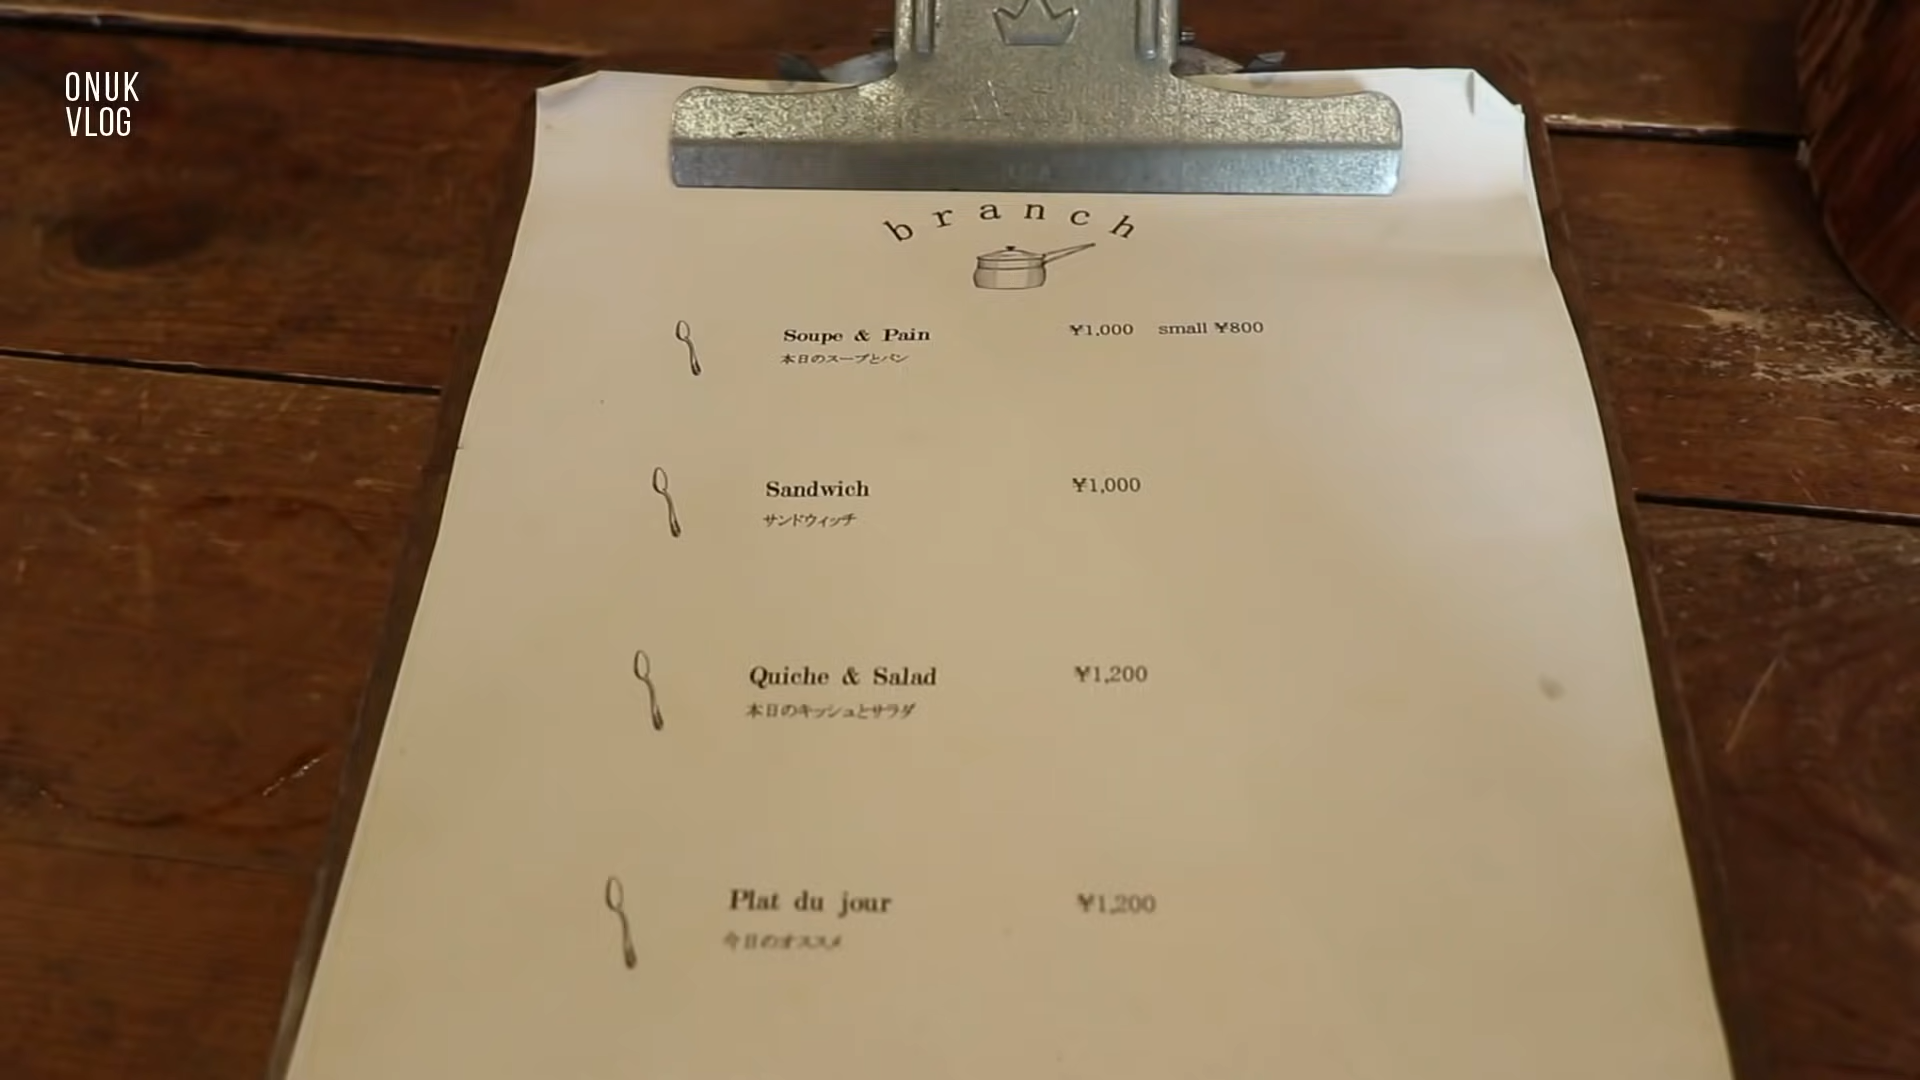 ONUK
VLOG
branch
Soupe & Pain ¥1,000 small ¥800
本日のスープとパン
Sandwich ¥1,000
サンドウィッチ
Quiche & Salad ¥1,200
本日のキッシュとサラダ
Plat du jour ¥1,200
今日のオススメ